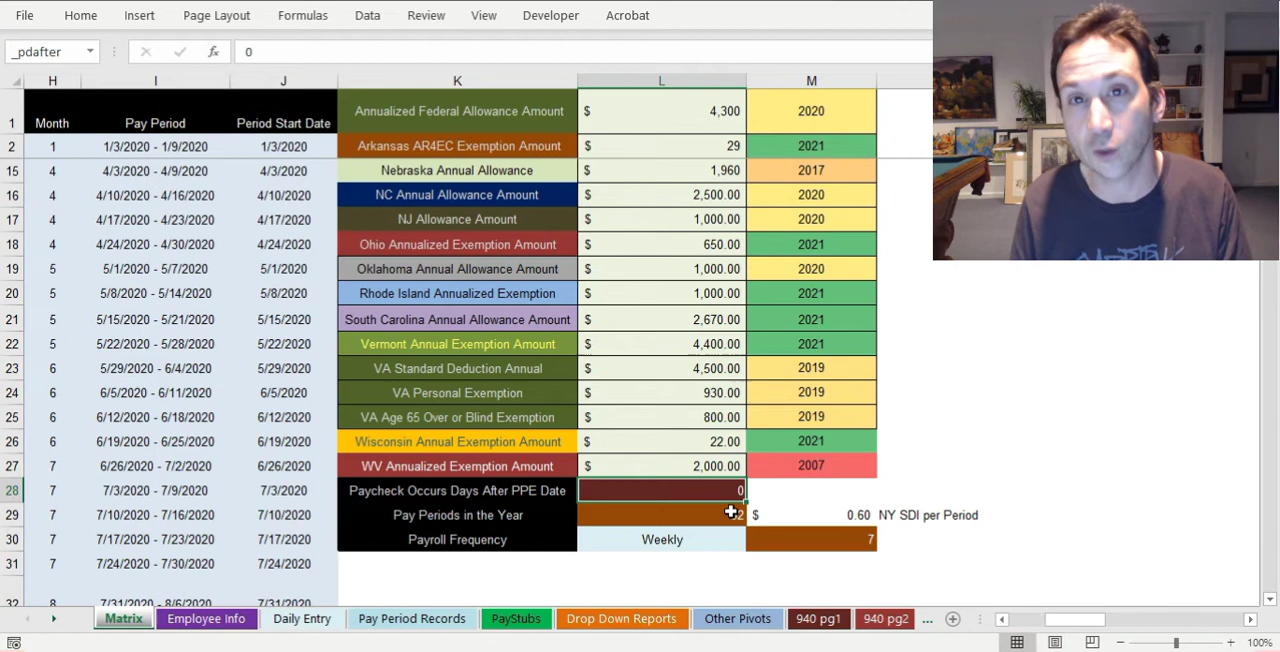 File Home Insert Page Layout Formulas Data Review View Developer Acrobat
_pdafter fx 0
H I J K L M
1 Month Pay Period Period Start Date Annualized Federal Allowance Amount $ 4,300 2020
2 1 1/3/2020 - 1/9/2020 1/3/2020 Arkansas AR4EC Exemption Amount $ 29 2021
15 4 4/3/2020 - 4/9/2020 4/3/2020 Nebraska Annual Allowance $ 1,960 2017
16 4 4/10/2020 - 4/16/2020 4/10/2020 NC Annual Allowance Amount $ 2,500.00 2020
17 4 4/17/2020 - 4/23/2020 4/17/2020 NJ Allowance Amount $ 1,000.00 2020
18 4 4/24/2020 - 4/30/2020 4/24/2020 Ohio Annualized Exemption Amount $ 650.00 2021
19 5 5/1/2020 - 5/7/2020 5/1/2020 Oklahoma Annual Allowance Amount $ 1,000.00 2020
20 5 5/8/2020 - 5/14/2020 5/8/2020 Rhode Island Annualized Exemption $ 1,000.00 2021
21 5 5/15/2020 - 5/21/2020 5/15/2020 South Carolina Annual Allowance Amount $ 2,670.00 2021
22 5 5/22/2020 - 5/28/2020 5/22/2020 Vermont Annual Exemption Amount $ 4,400.00 2021
23 6 5/29/2020 - 6/4/2020 5/29/2020 VA Standard Deduction Annual $ 4,500.00 2019
24 6 6/5/2020 - 6/11/2020 6/5/2020 VA Personal Exemption $ 930.00 2019
25 6 6/12/2020 - 6/18/2020 6/12/2020 VA Age 65 Over or Blind Exemption $ 800.00 2019
26 6 6/19/2020 - 6/25/2020 6/19/2020 Wisconsin Annual Exemption Amount $ 22.00 2021
27 7 6/26/2020 - 7/2/2020 6/26/2020 WV Annualized Exemption Amount $ 2,000.00 2007
28 7 7/3/2020 - 7/9/2020 7/3/2020 Paycheck Occurs Days After PPE Date 0
29 7 7/10/2020 - 7/16/2020 7/10/2020 Pay Periods in the Year $ 0.60 NY SDI per Period
30 7 7/17/2020 - 7/23/2020 7/17/2020 Payroll Frequency Weekly 7
31 7 7/24/2020 - 7/30/2020 7/24/2020
32 8 7/31/2020 - 8/6/2020 7/31/2020
Matrix Employee Info Daily Entry Pay Period Records PayStubs Drop Down Reports Other Pivots 940 pg1 940 pg2 ...
100%